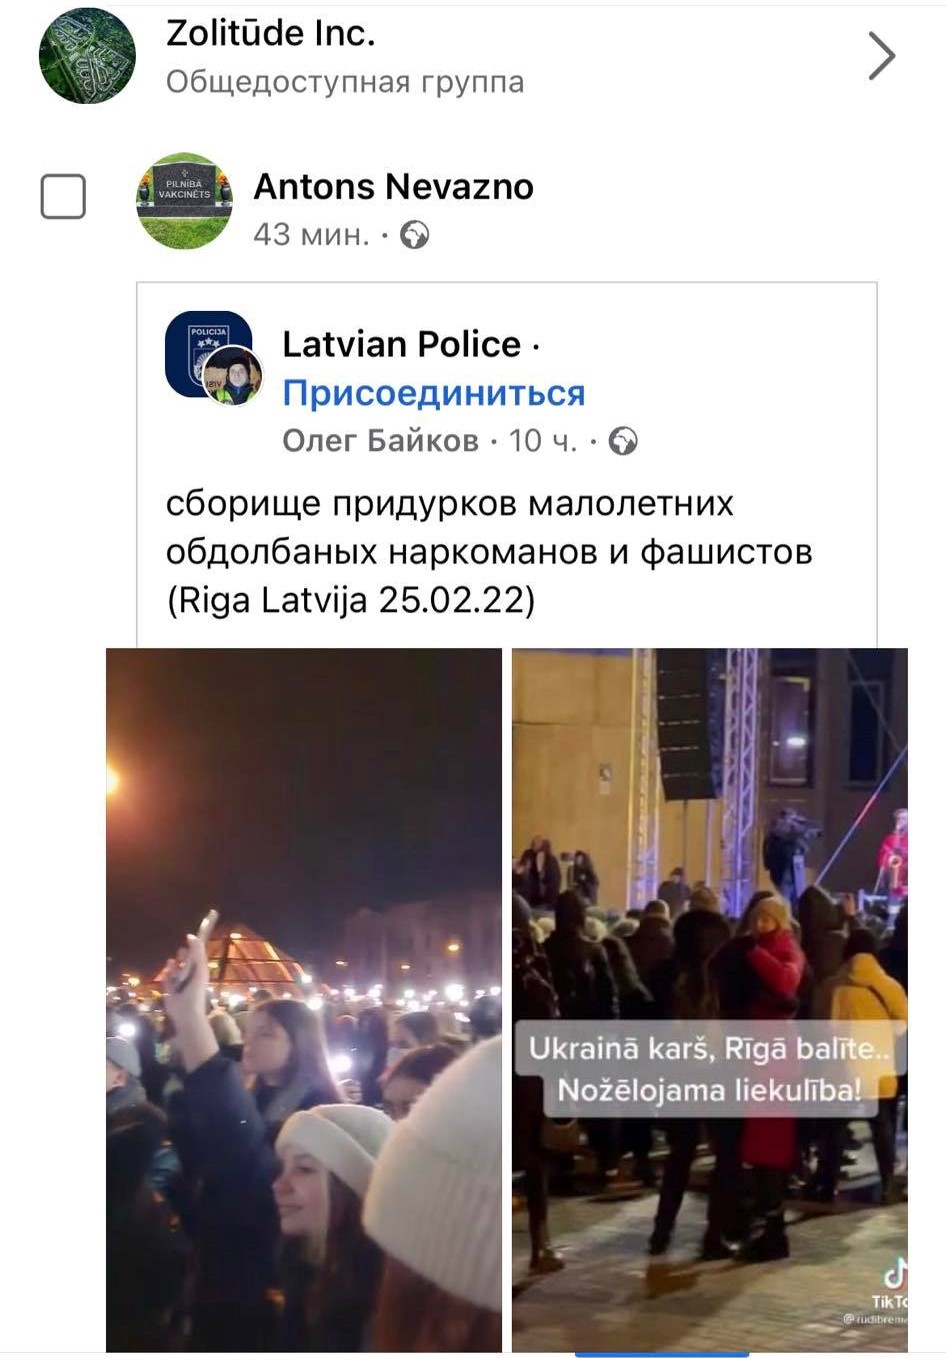 Zolitūde Inc.
Общедоступная группа
PILNĪBĀ
VAKCINĒTS
Antons Nevazno
43 мин. ·
POLICIJA
Latvian Police ·
Присоединиться
Олег Байков · 10 ч. ·
сборище придурков малолетних
обдолбаных наркоманов и фашистов
(Riga Latvija 25.02.22)
Ukrainā karš, Rīgā balīte..
Nožēlojama liekulība!
TikTo